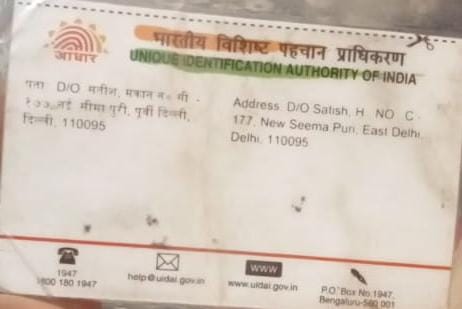 आधार
भारतीय विशिष्ट पहचान प्राधिकरण
UNIQUE IDENTIFICATION AUTHORITY OF INDIA
पता D/O सतीश, मकान न० सी -
१७७, नई सीमा पुरी, पूर्वी दिल्ली,
दिल्ली, 110095
Address D/O Satish, H NO C -
177, New Seema Puri, East Delhi,
Delhi, 110095
1947
1800 180 1947
help@uidai.gov.in
www
www.uidai.gov.in
P.O. Box No.1947,
Bengaluru-560 001